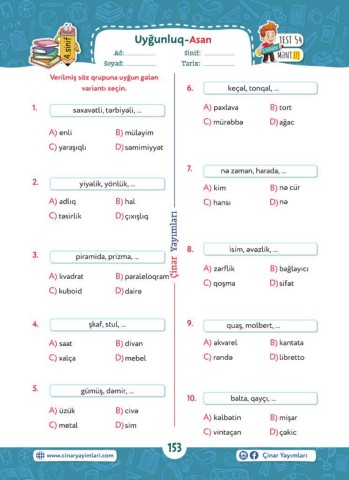 4.sinif
Uyğunluq-Asan
Ad:
Soyad:
Sinif:
Tarix:
TEST 54
MƏNTİQ
Verilmiş söz qrupuna uyğun gələn
variantı seçin.
1.
səxavətli, tərbiyəli, ...
A) enli
B) mülayim
C) yaraşıqlı
D) səmimiyyət
2.
yiyəlik, yönlük, ...
A) adlıq
B) hal
C) təsirlik
D) çıxışlıq
3.
piramida, prizma, ...
A) kvadrat
B) paraleloqram
C) kuboid
D) dairə
4.
şkaf, stul, ...
A) saat
B) divan
C) xalça
D) mebel
5.
gümüş, dəmir, ...
A) üzük
B) civə
C) metal
D) sim
Çinar Yayımları
6.
keçəl, tonqal, ...
A) paxlava
B) tort
C) mürəbbə
D) ağac
7.
nə zaman, harada, ...
A) kim
B) nə cür
C) hansı
D) nə
8.
isim, əvəzlik, ...
A) zərflik
B) bağlayıcı
C) qoşma
D) sifət
9.
quaş, molbert, ...
A) akvarel
B) kantata
C) rəndə
D) libretto
10.
balta, qayçı, ...
A) kəlbətin
B) mişar
C) vintaçan
D) çəkic
www.cinaryayimlari.com
153
Çinar Yayımları